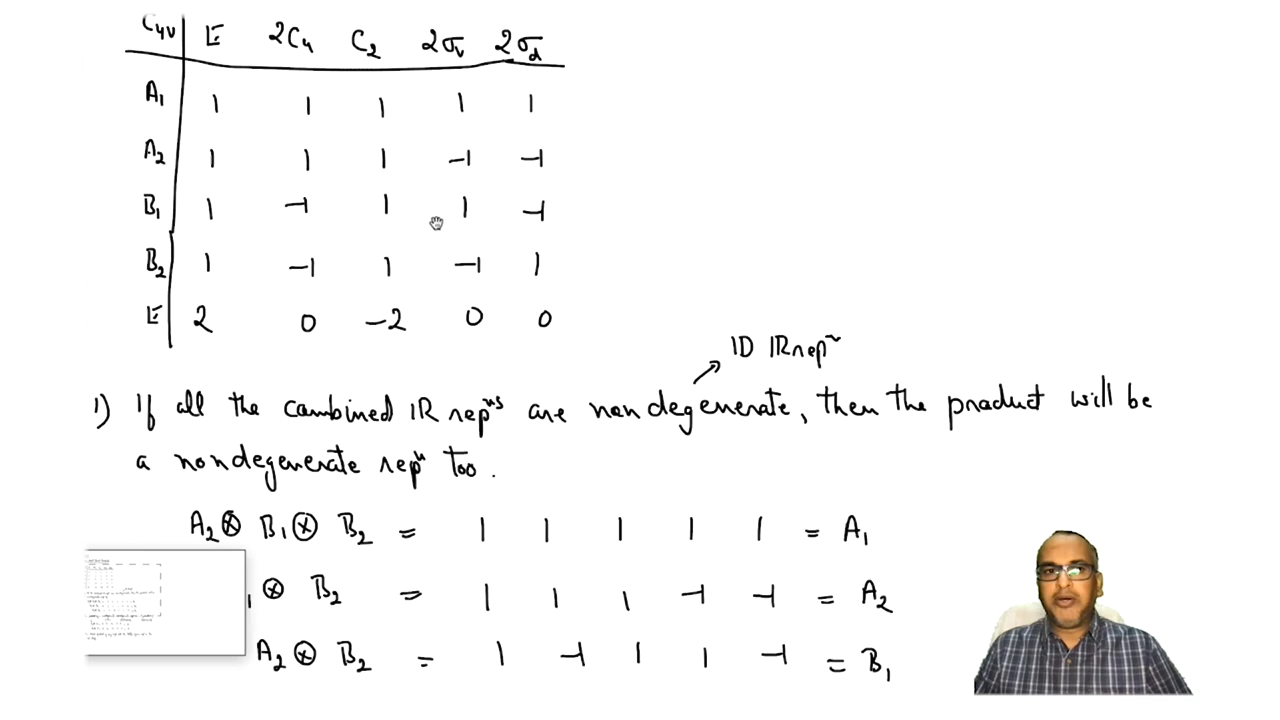 C4v E 2C4 C2 2σv 2σd
A1 1 1 1 1 1
A2 1 1 1 -1 -1
B1 1 -1 1 1 -1
B2 1 -1 1 -1 1
E 2 0 -2 0 0
1D IRrepⁿ
1) If all the combined IR repⁿs are nondegenerate, then the product will be
a nondegenerate repⁿ too.
A2 ⊗ B1 ⊗ B2 = 1 1 1 1 1 = A1
1 ⊗ B2 = 1 1 1 -1 -1 = A2
A2 ⊗ B2 = 1 -1 1 1 -1 = B1